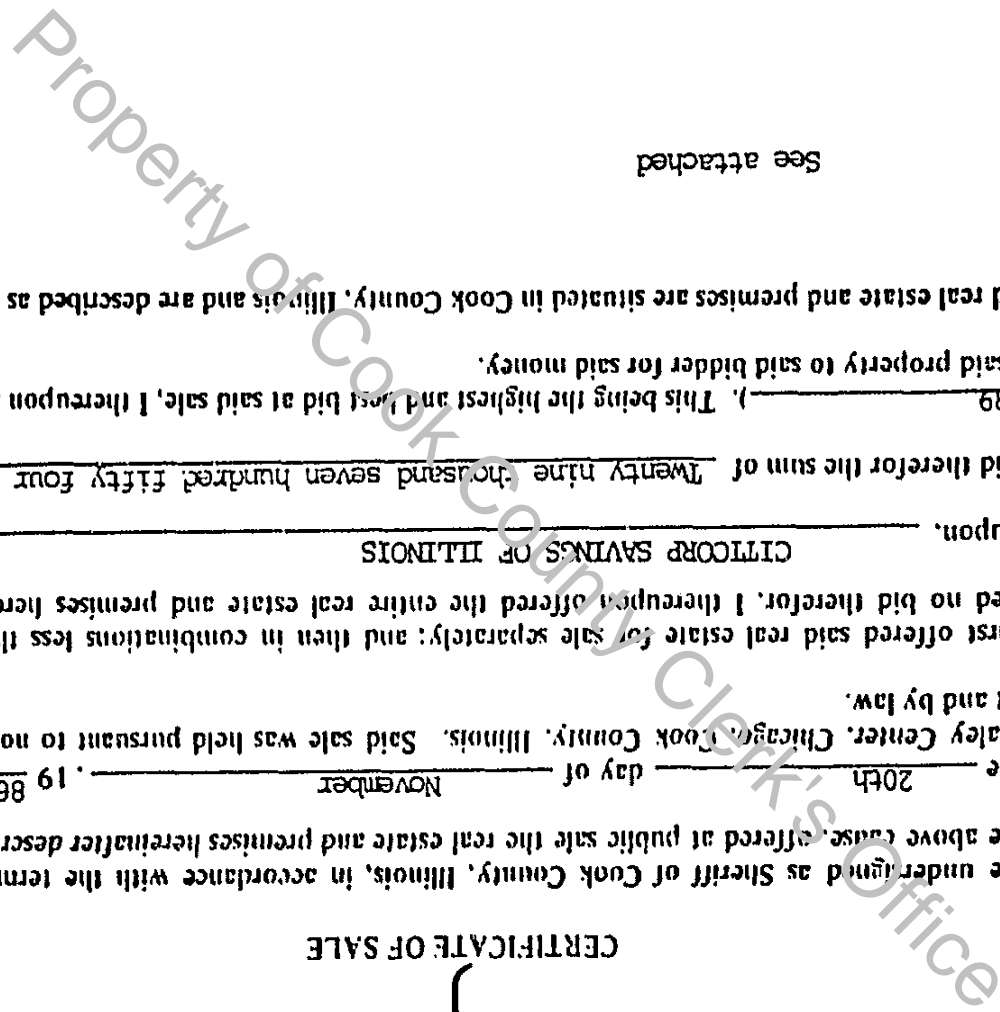 CERTIFICATE OF SALE
e undersigned as Sheriff of Cook County, Illinois, in accordance with the term
e above cause, offered at public sale the real estate and premises hereinafter descr
e 20th day of November . 19 86
aley Center, Chicago, Cook County, Illinois. Said sale was held pursuant to no
t and by law.
rst offered said real estate for sale separately; and then in combinations less th
ed no bid therefor. I thereupon offered the entire real estate and premises here
upon,
CITICORP SAVINGS OF ILLINOIS
id therefor the sum of Twenty nine thousand seven hundred fifty four
). This being the highest and best bid at said sale, I thereupon
said property to said bidder for said money.
d real estate and premises are situated in Cook County, Illinois and are described as
See attached
Property of Cook County Clerk's Office